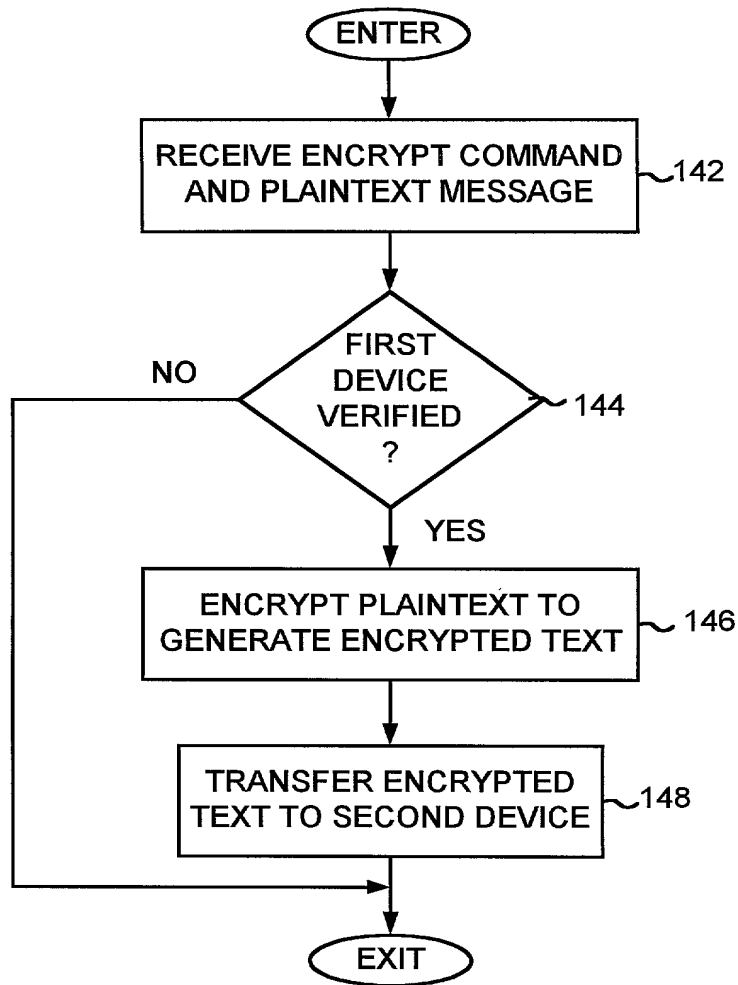 ENTER
RECEIVE ENCRYPT COMMAND
AND PLAINTEXT MESSAGE
142
NO
FIRST
DEVICE
VERIFIED
?
144
YES
ENCRYPT PLAINTEXT TO
GENERATE ENCRYPTED TEXT
146
TRANSFER ENCRYPTED
TEXT TO SECOND DEVICE
148
EXIT